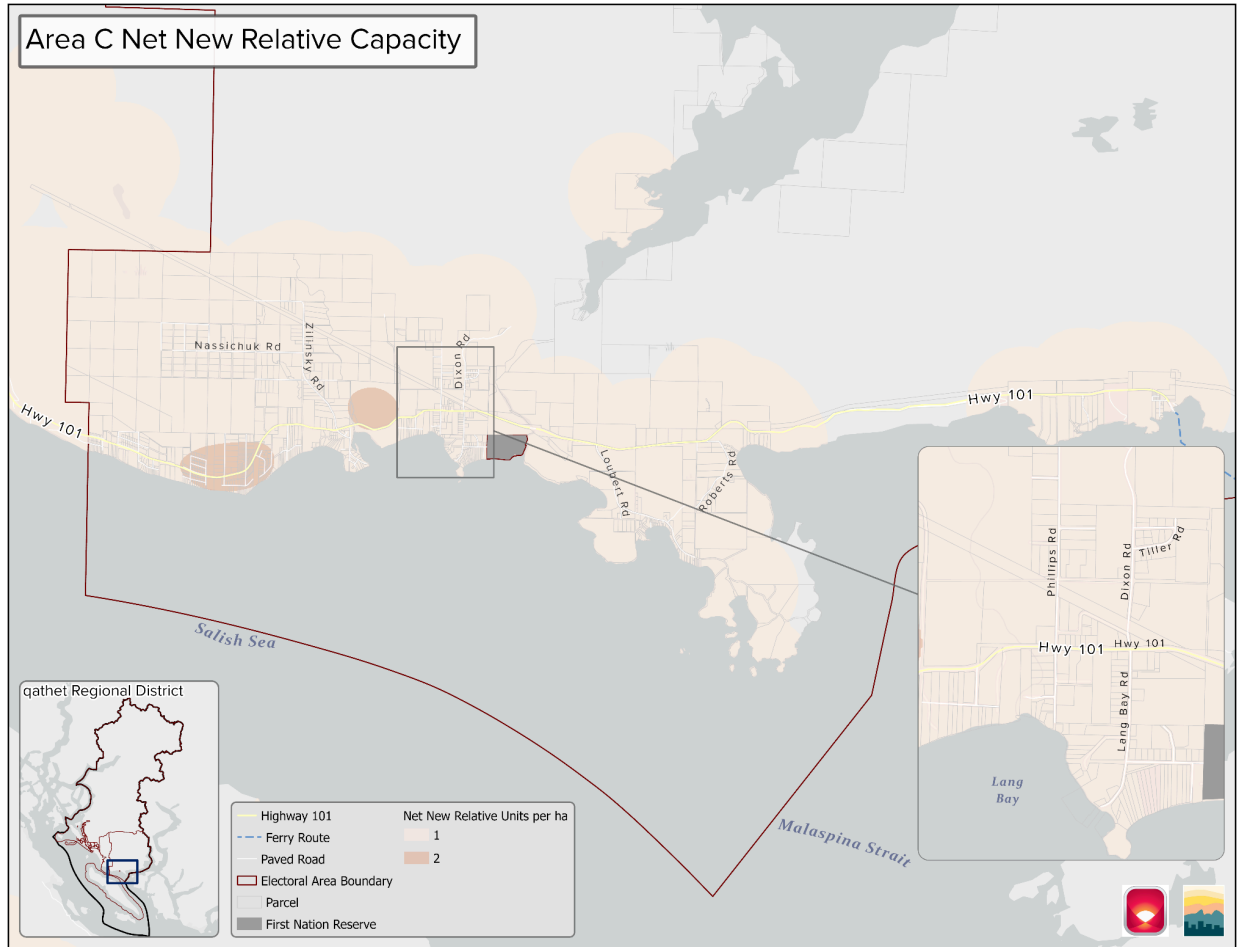 Area C Net New Relative Capacity
Nassichuk Rd
Zilinsky Rd
Dixon Rd
Hwy 101
Hwy 101
Loubert Rd
Roberts Rd
Phillips Rd
Dixon Rd
Tiller Rd
Hwy 101
Hwy 101
Lang Bay Rd
Lang
Bay
Salish Sea
Malaspina Strait
qathet Regional District
Highway 101
Ferry Route
Paved Road
Electoral Area Boundary
Parcel
First Nation Reserve
Net New Relative Units per ha
1
2